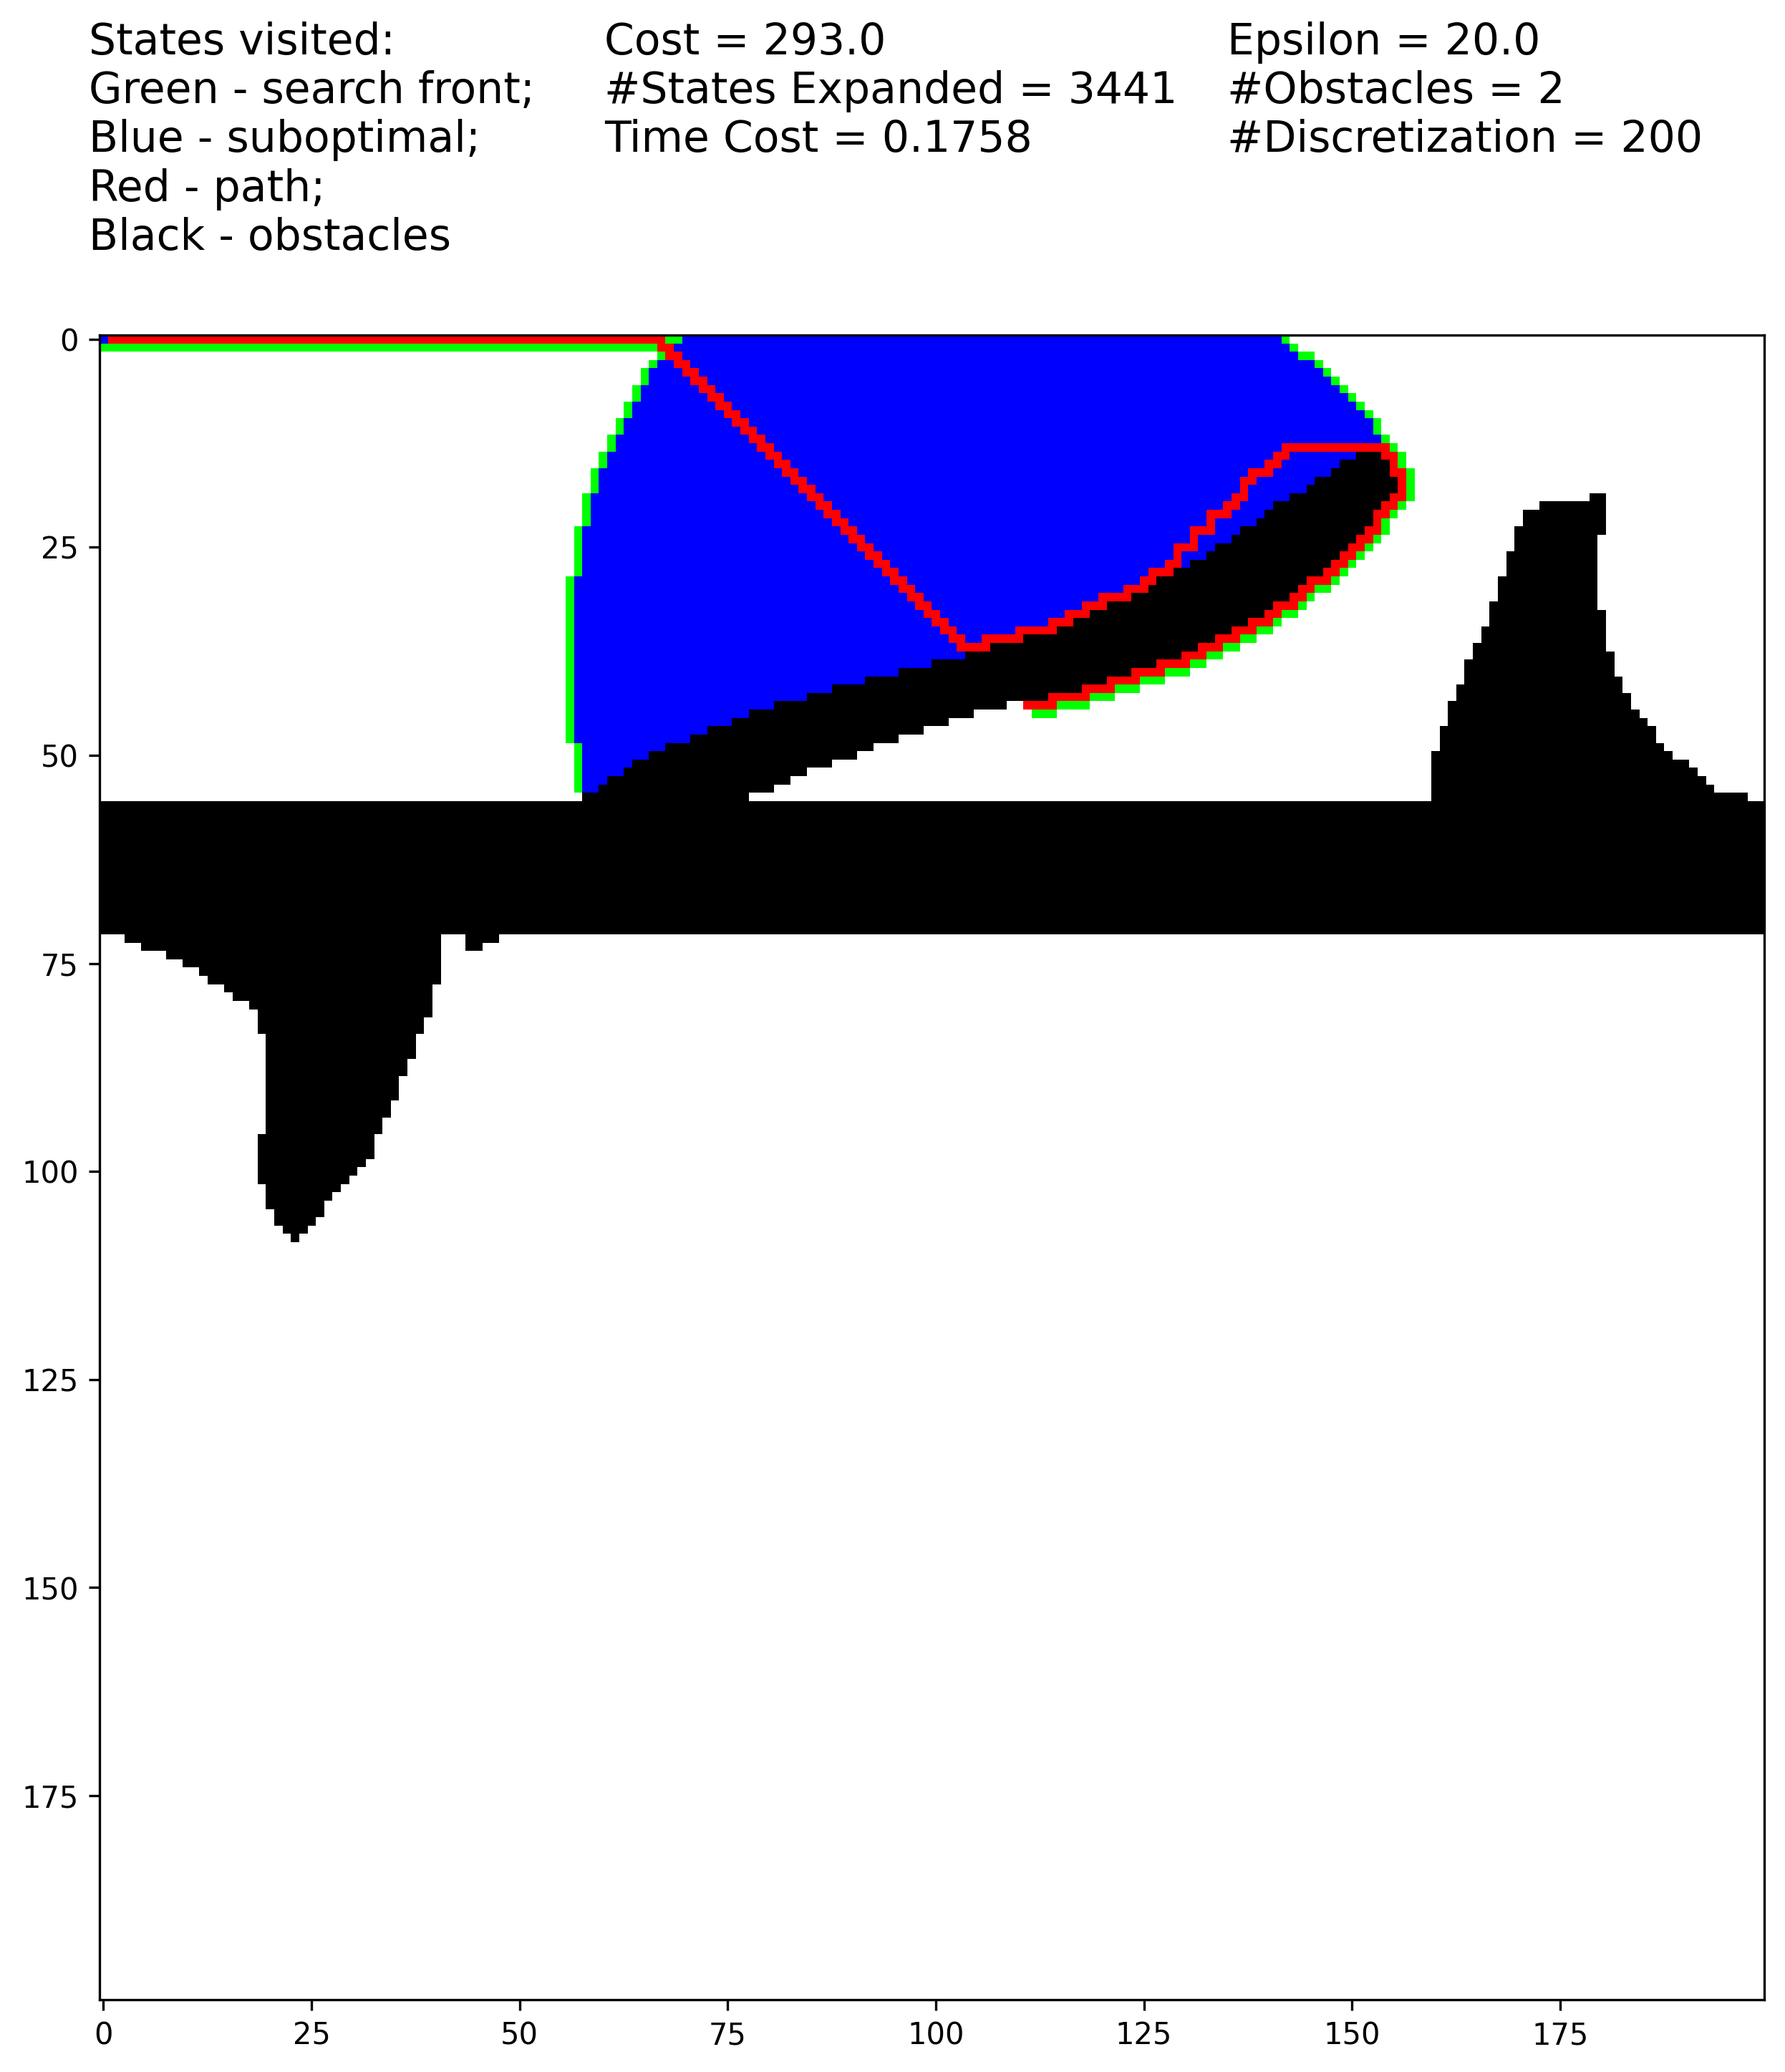 States visited:
Green - search front;
Blue - suboptimal;
Red - path;
Black - obstacles
Cost = 293.0
#States Expanded = 3441
Time Cost = 0.1758
Epsilon = 20.0
#Obstacles = 2
#Discretization = 200
0
25
50
75
100
125
150
175
0 25 50 75 100 125 150 175